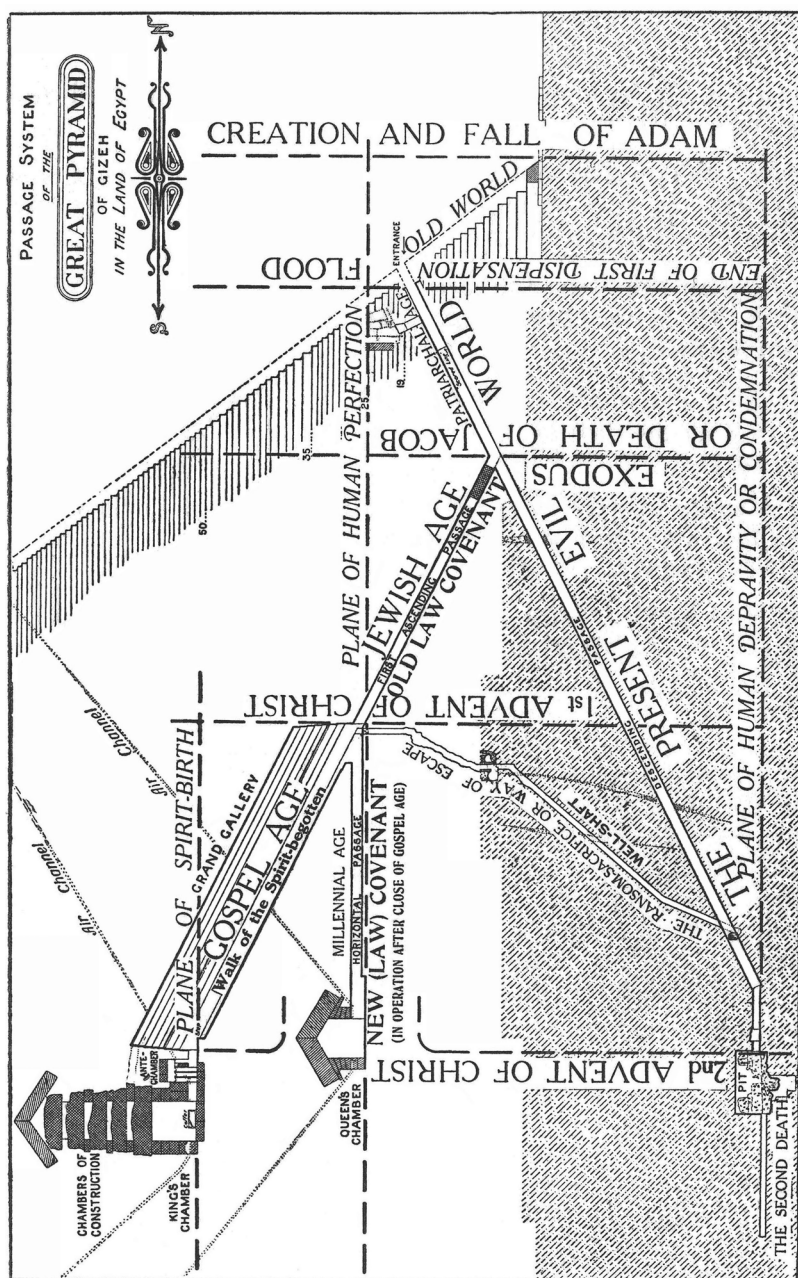 PASSAGE SYSTEM
OF THE
GREAT PYRAMID
OF GIZEH
IN THE LAND OF EGYPT
S
N
CREATION AND FALL OF ADAM
OLD WORLD
ENTRANCE
FLOOD
END OF FIRST DISPENSATION
PATRIARCHAL AGE
19
25
35
50
PLANE OF HUMAN PERFECTION
EXODUS
OR DEATH OF JACOB
THE PRESENT EVIL WORLD
DESCENDING PASSAGE
PLANE OF HUMAN DEPRAVITY OR CONDEMNATION
JEWISH AGE
FIRST ASCENDING PASSAGE
OLD LAW COVENANT
1st ADVENT OF CHRIST
Air Channel
Air Channel
PLANE OF SPIRIT-BIRTH
GRAND GALLERY
GOSPEL AGE
Walk of the Spirit-begotten
MILLENNIAL AGE
HORIZONTAL PASSAGE
NEW (LAW) COVENANT
(IN OPERATION AFTER CLOSE OF GOSPEL AGE)
THE RANSOM-SACRIFICE OR WAY OF ESCAPE
WELL-SHAFT
2nd ADVENT OF CHRIST
ANTE-
CHAMBER
CHAMBERS OF
CONSTRUCTION
KING'S
CHAMBER
QUEEN'S
CHAMBER
PIT
THE SECOND DEATH